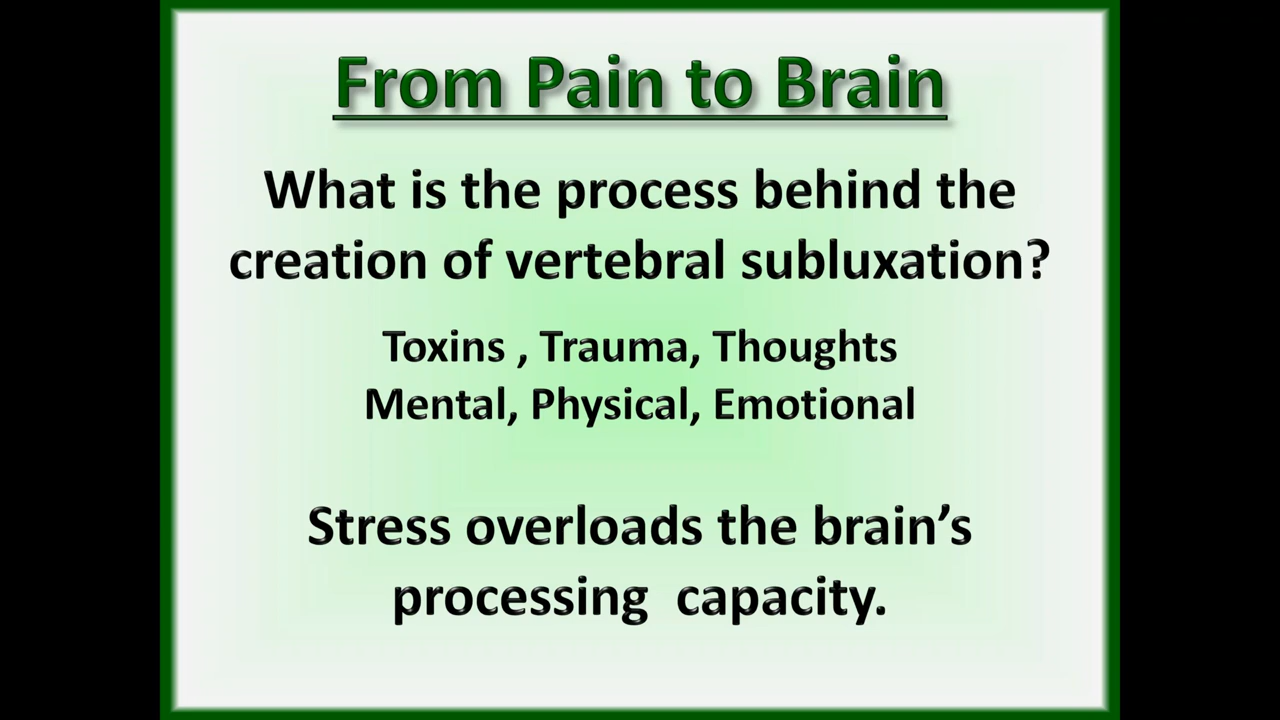 From Pain to Brain
What is the process behind the
creation of vertebral subluxation?
Toxins , Trauma, Thoughts
Mental, Physical, Emotional
Stress overloads the brain’s
processing  capacity.